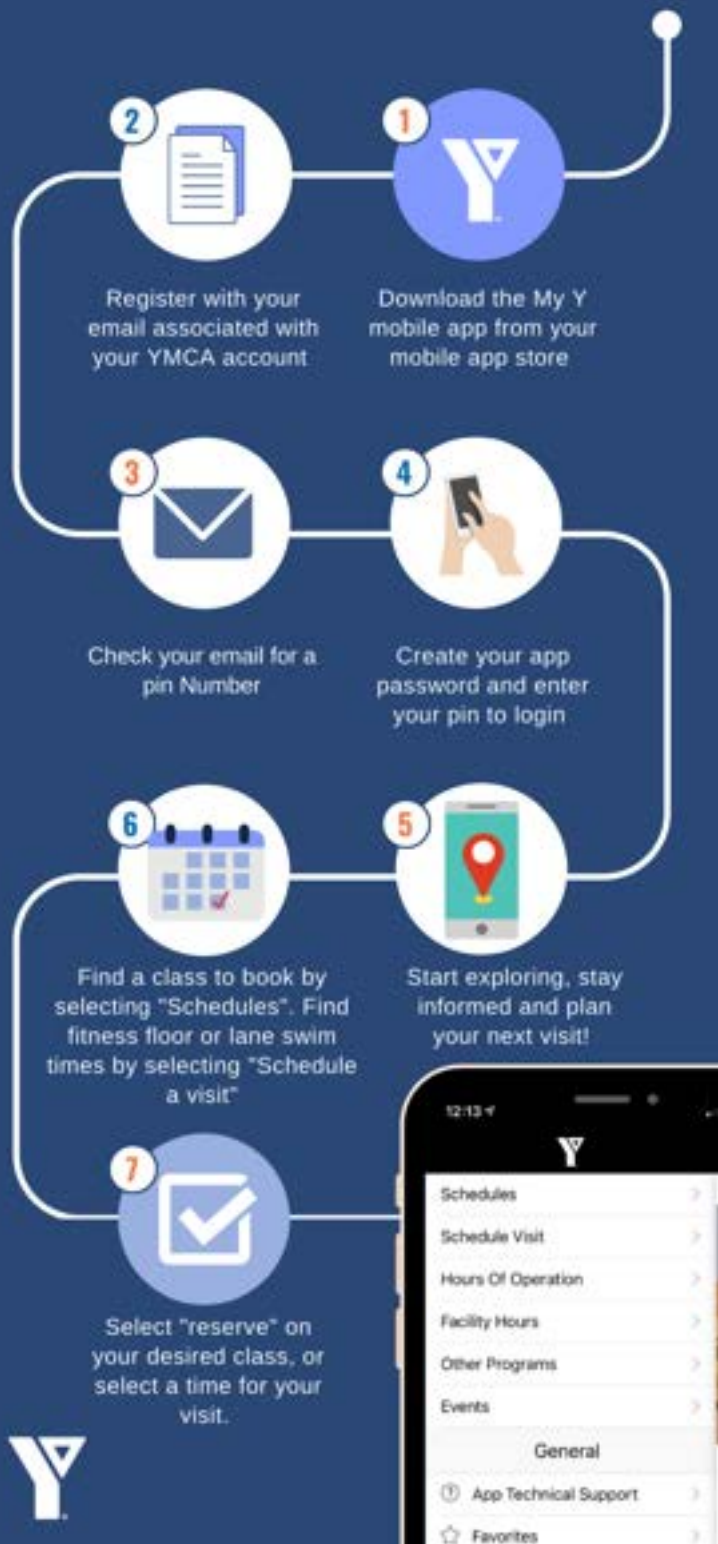 1
Download the My Y
mobile app from your
mobile app store
2
Register with your
email associated with
your YMCA account
3
Check your email for a
pin Number
4
Create your app
password and enter
your pin to login
5
Start exploring, stay
informed and plan
your next visit!
6
Find a class to book by
selecting "Schedules". Find
fitness floor or lane swim
times by selecting "Schedule
a visit"
7
Select "reserve" on
your desired class, or
select a time for your
visit.
12:13
Y
Schedules
Schedule Visit
Hours Of Operation
Facility Hours
Other Programs
Events
General
App Technical Support
Favorites
Y